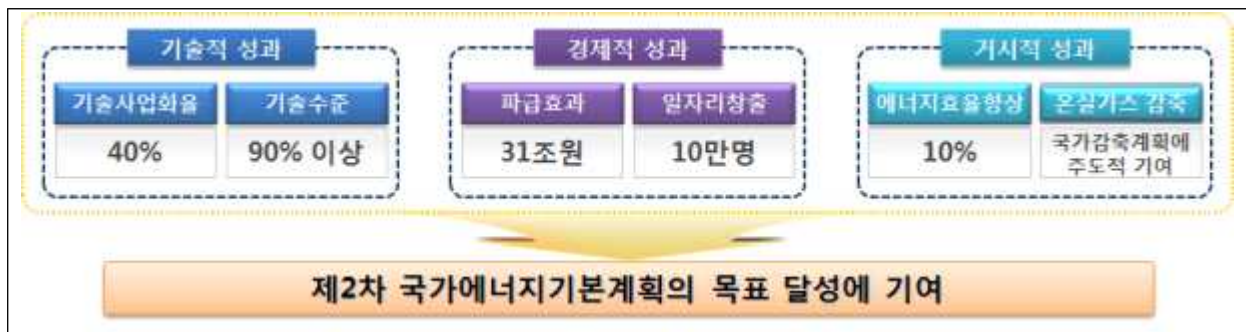 기술적 성과
경제적 성과
거시적 성과
기술사업화율
기술수준
파급효과
일자리창출
에너지효율향상
온실가스 감축
40%
90% 이상
31조원
10만명
10%
국가감축계획에
주도적 기여
제2차 국가에너지기본계획의 목표 달성에 기여